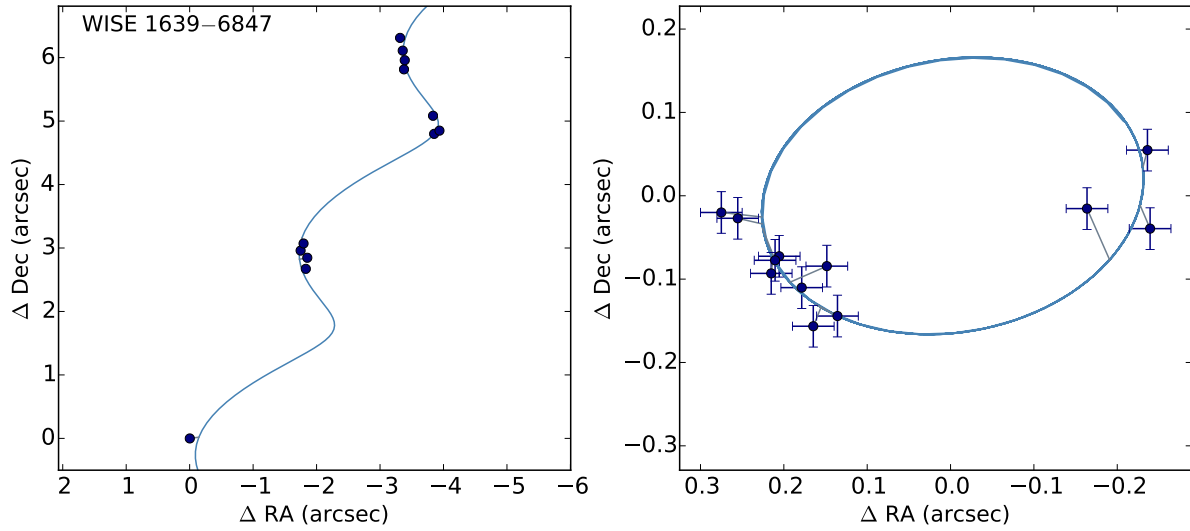 WISE 1639−6847
6
5
4
3
2
1
0
Δ Dec (arcsec)
2 1 0 −1 −2 −3 −4 −5 −6
Δ RA (arcsec)
0.2
0.1
0.0
−0.1
−0.2
−0.3
Δ Dec (arcsec)
0.3 0.2 0.1 0.0 −0.1 −0.2
Δ RA (arcsec)